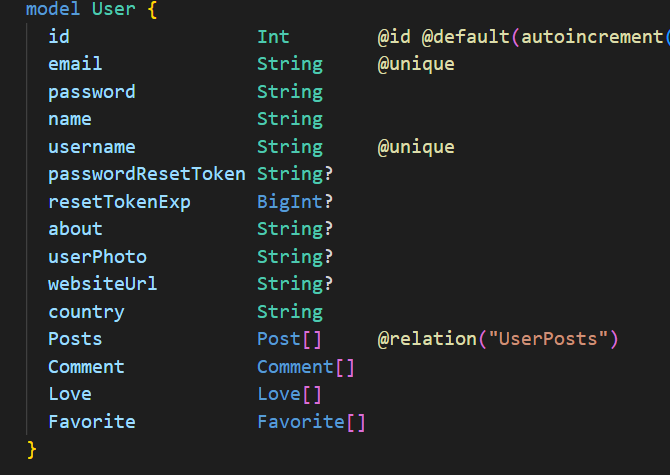 model User {
id Int @id @default(autoincrement(
email String @unique
password String
name String
username String @unique
passwordResetToken String?
resetTokenExp BigInt?
about String?
userPhoto String?
websiteUrl String?
country String
Posts Post[] @relation("UserPosts")
Comment Comment[]
Love Love[]
Favorite Favorite[]
}